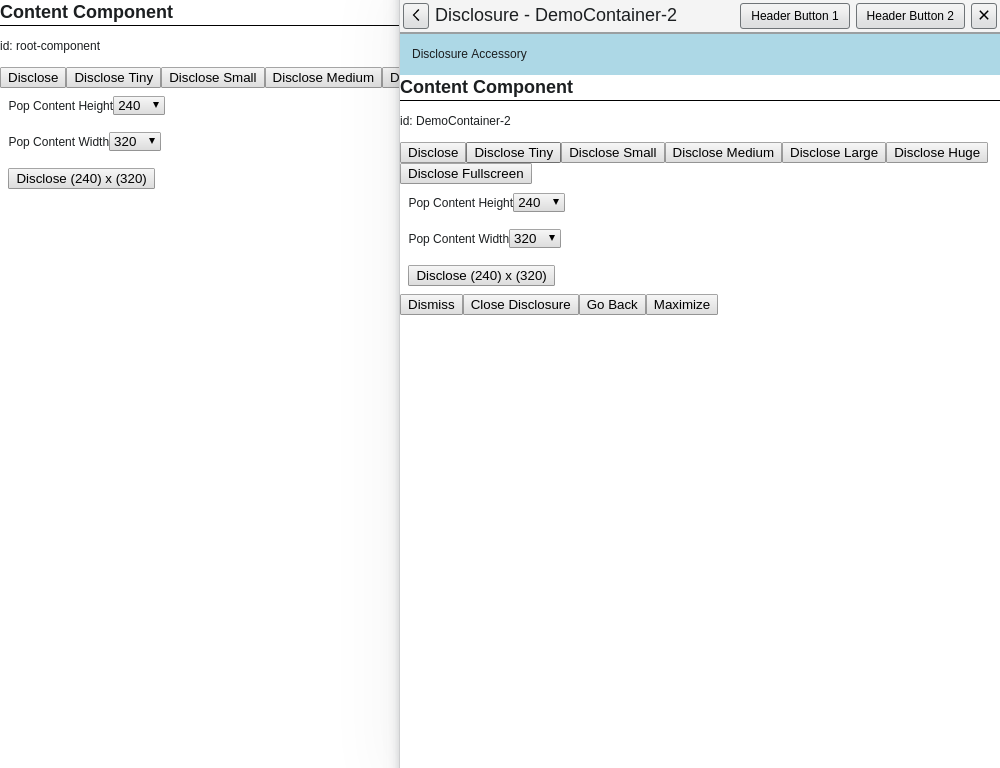 Content Component
id: root-component
Disclose Disclose Tiny Disclose Small Disclose Medium D
Pop Content Height 240
Pop Content Width 320
Disclose (240) x (320)
Disclosure - DemoContainer-2 Header Button 1 Header Button 2
Disclosure Accessory
Content Component
id: DemoContainer-2
Disclose Disclose Tiny Disclose Small Disclose Medium Disclose Large Disclose Huge
Disclose Fullscreen
Pop Content Height 240
Pop Content Width 320
Disclose (240) x (320)
Dismiss Close Disclosure Go Back Maximize